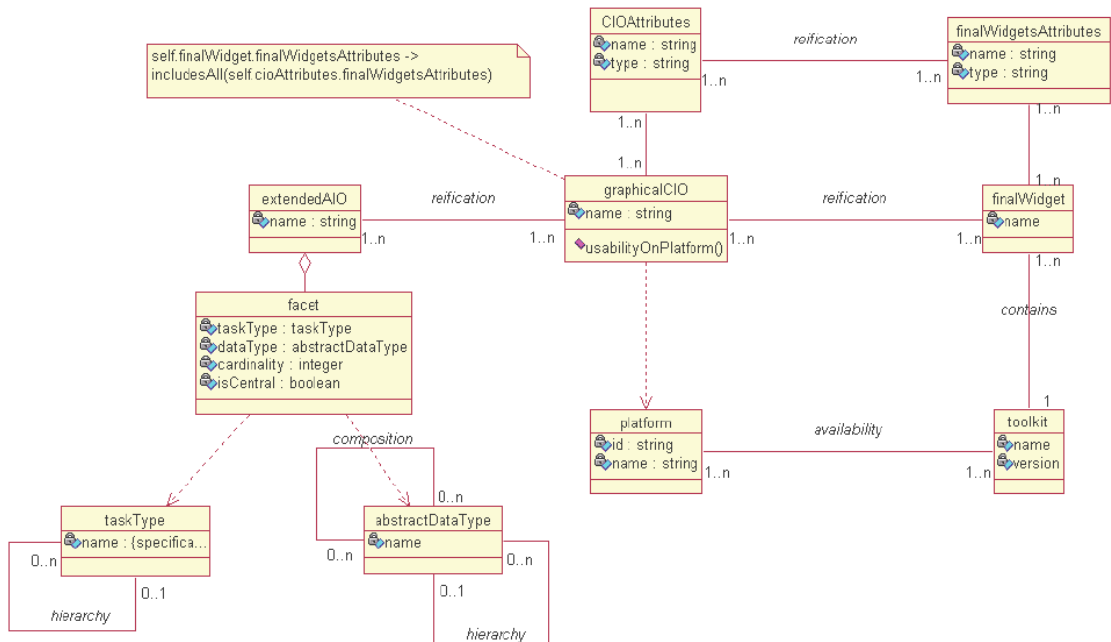 CIOAttributes
name : string
type : string
reification
finalWidgetsAttributes
name : string
type : string
self.finalWidget.finalWidgetsAttributes ->
includesAll(self.cioAttributes.finalWidgetsAttributes)
1..n
1..n
1..n
1..n
1..n
1..n
extendedAIO
name : string
reification
1..n
1..n
graphicalCIO
name : string
usabilityOnPlatform()
reification
1..n
1..n
finalWidget
name
1..n
contains
1
facet
taskType : taskType
dataType : abstractDataType
cardinality : integer
isCentral : boolean
platform
id : string
name : string
availability
1..n
1..n
toolkit
name
version
composition
0..n
0..n
taskType
name : {specifica...
0..n
0..1
hierarchy
abstractDataType
name
0..n
0..1
hierarchy